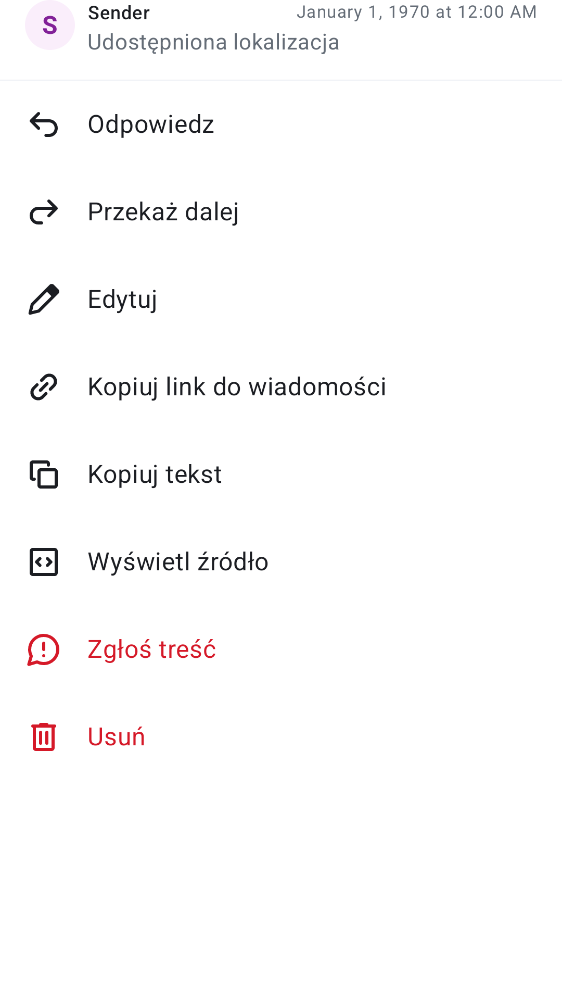 S
Sender
January 1, 1970 at 12:00 AM
Udostępniona lokalizacja
Odpowiedz
Przekaż dalej
Edytuj
Kopiuj link do wiadomości
Kopiuj tekst
Wyświetl źródło
Zgłoś treść
Usuń